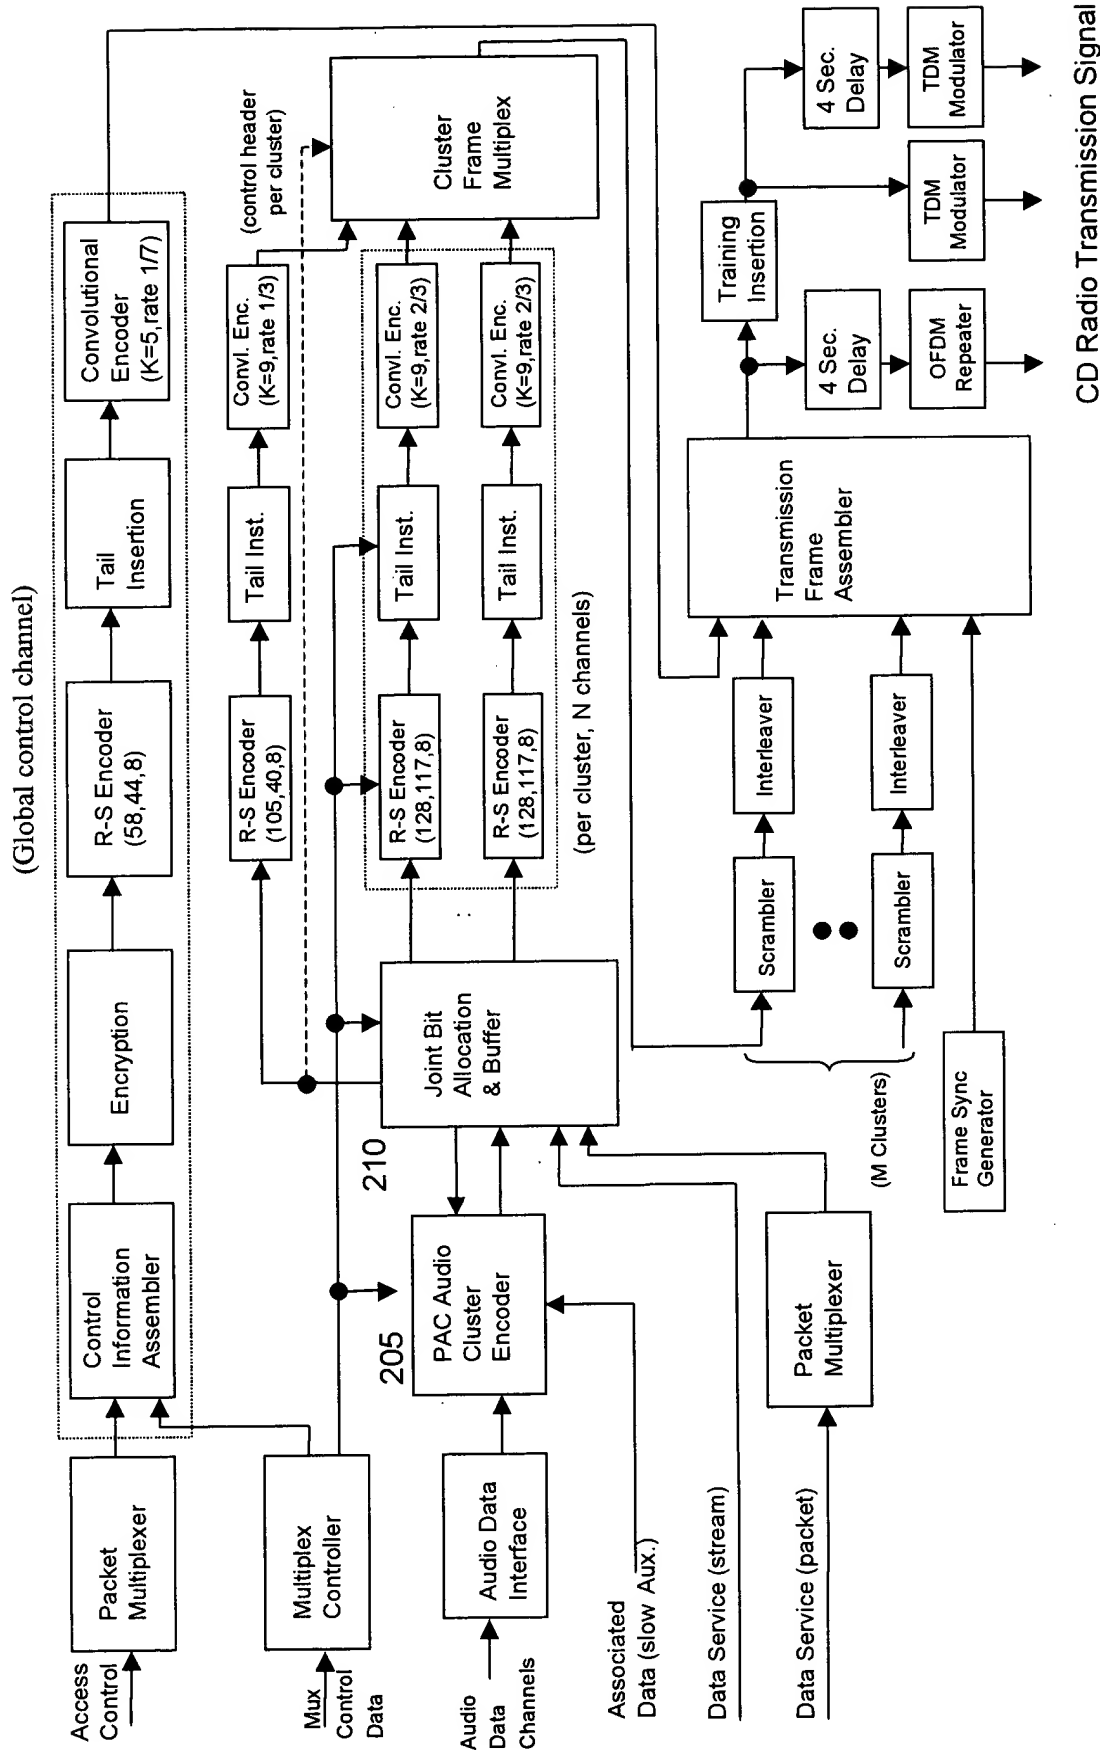 (Global control channel)
Access
Control
Packet
Multiplexer
Control
Information
Assembler
Encryption
R-S Encoder
(58,44,8)
Tail
Insertion
Convolutional
Encoder
(K=5,rate 1/7)
Mux
Control
Data
Multiplex
Controller
R-S Encoder
(105,40,8)
Tail Inst.
Convl. Enc.
(K=9,rate 1/3)
(control header
per cluster)
Audio
Data
Channels
Audio Data
Interface
205
PAC Audio
Cluster
Encoder
210
Joint Bit
Allocation
& Buffer
R-S Encoder
(128,117,8)
Tail Inst.
Convl. Enc.
(K=9,rate 2/3)
R-S Encoder
(128,117,8)
Tail Inst.
Convl. Enc.
(K=9,rate 2/3)
Cluster
Frame
Multiplex
(per cluster, N channels)
Associated
Data (slow Aux.)
Data Service (stream)
Data Service (packet)
Packet
Multiplexer
(M Clusters)
Scrambler
Interleaver
Scrambler
Interleaver
Frame Sync
Generator
Transmission
Frame
Assembler
Training
Insertion
4 Sec.
Delay
OFDM
Repeater
TDM
Modulator
4 Sec.
Delay
TDM
Modulator
CD Radio Transmission Signal